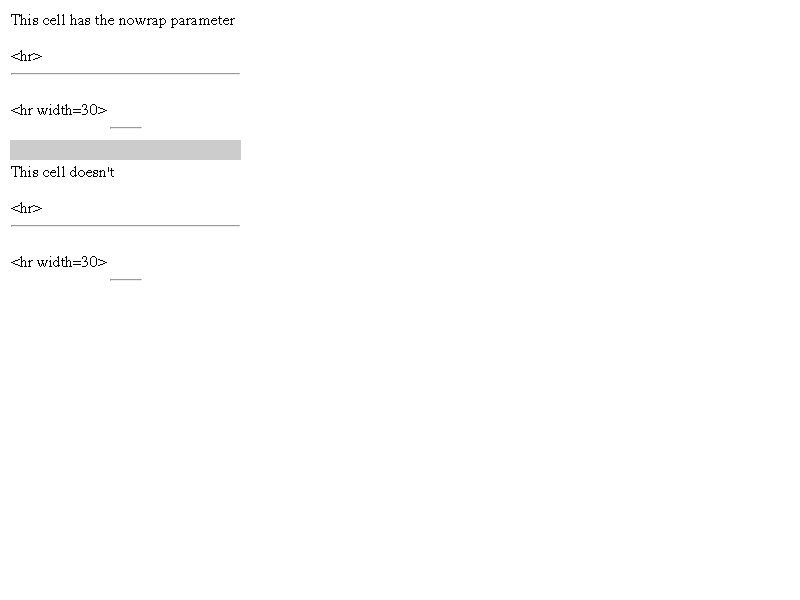 This cell has the nowrap parameter
<hr>
<hr width=30>
This cell doesn't
<hr>
<hr width=30>